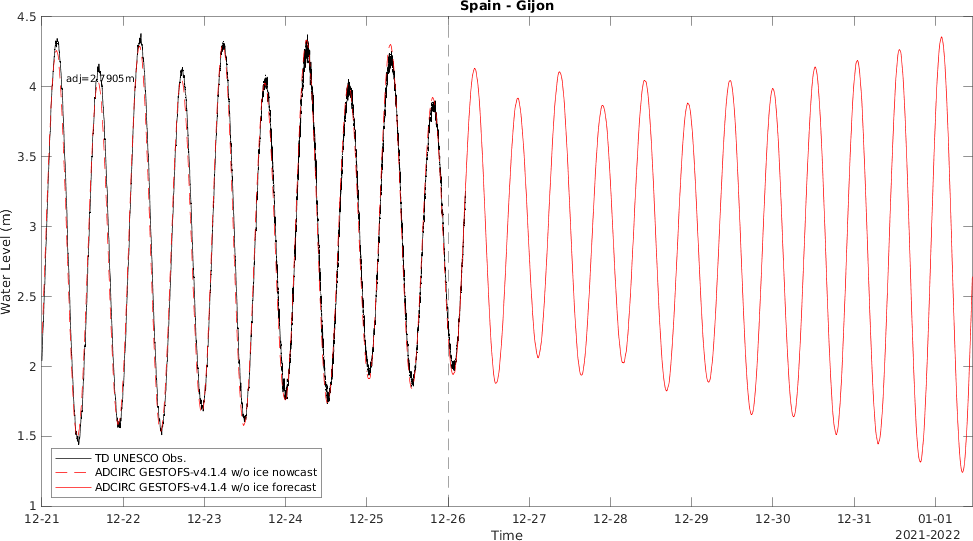 Spain - Gijon
4.5
4
3.5
3
2.5
2
1.5
1
Water Level (m)
adj=2.7905m
TD UNESCO Obs.
ADCIRC GESTOFS-v4.1.4 w/o ice nowcast
ADCIRC GESTOFS-v4.1.4 w/o ice forecast
12-21 12-22 12-23 12-24 12-25 12-26 12-27 12-28 12-29 12-30 12-31 01-01
Time
2021-2022